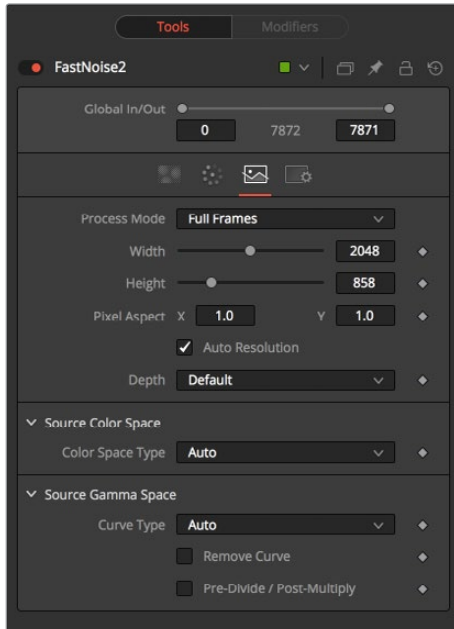 Tools Modifiers
FastNoise2
Global In/Out
0 7872 7871
Process Mode Full Frames
Width 2048
Height 858
Pixel Aspect X 1.0 Y 1.0
Auto Resolution
Depth Default
Source Color Space
Color Space Type Auto
Source Gamma Space
Curve Type Auto
Remove Curve
Pre-Divide / Post-Multiply